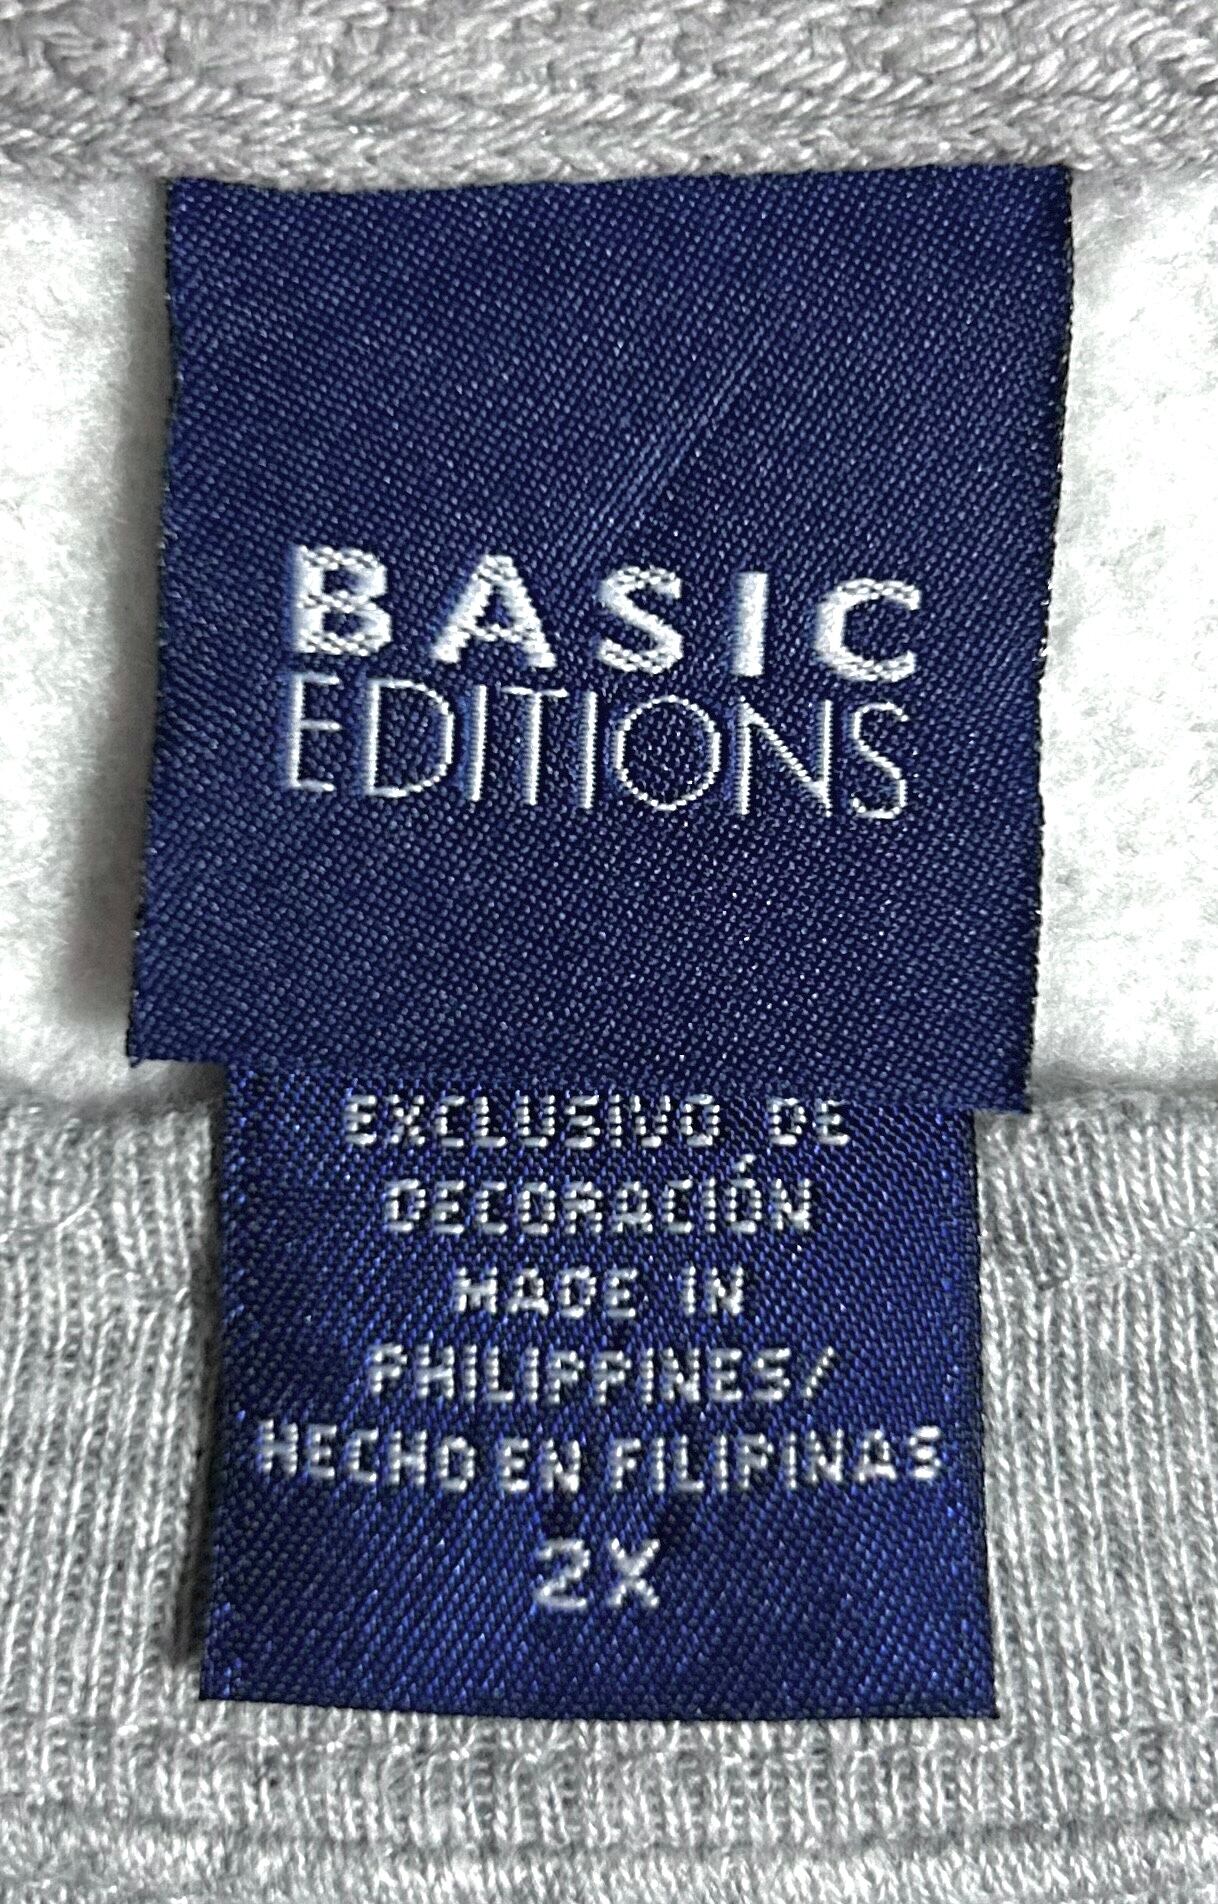 BASIC
EDITIONS
EXCLUSIVO DE
DECORACIÓN
MADE IN
PHILIPPINES/
HECHO EN FILIPINAS
2X